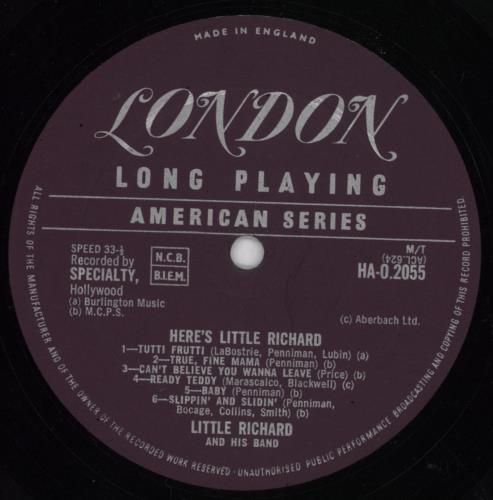 MADE IN ENGLAND
LONDON
LONG PLAYING
AMERICAN SERIES
SPEED 33-⅓
Recorded by
SPECIALTY,
Hollywood
(a) Burlington Music
(b) M.C.P.S.
N.C.B.
B.I.E.M.
M/T
(ACL.624)
HA-O.2055
(c) Aberbach Ltd.
HERE'S LITTLE RICHARD
1—TUTTI FRUTTI (LaBostrie, Penniman, Lubin) (a)
2—TRUE, FINE MAMA (Penniman) (b)
3—CAN'T BELIEVE YOU WANNA LEAVE (Price) (b)
4—READY TEDDY (Marascalco, Blackwell) (c)
5—BABY (Penniman) (b)
6—SLIPPIN' AND SLIDIN' (Penniman,
Bocage, Collins, Smith) (b)
LITTLE RICHARD
AND HIS BAND
ALL RIGHTS OF THE MANUFACTURER AND OF THE OWNER OF THE RECORDED WORK RESERVED · UNAUTHORISED PUBLIC PERFORMANCE, BROADCASTING AND COPYING OF THIS RECORD PROHIBITED